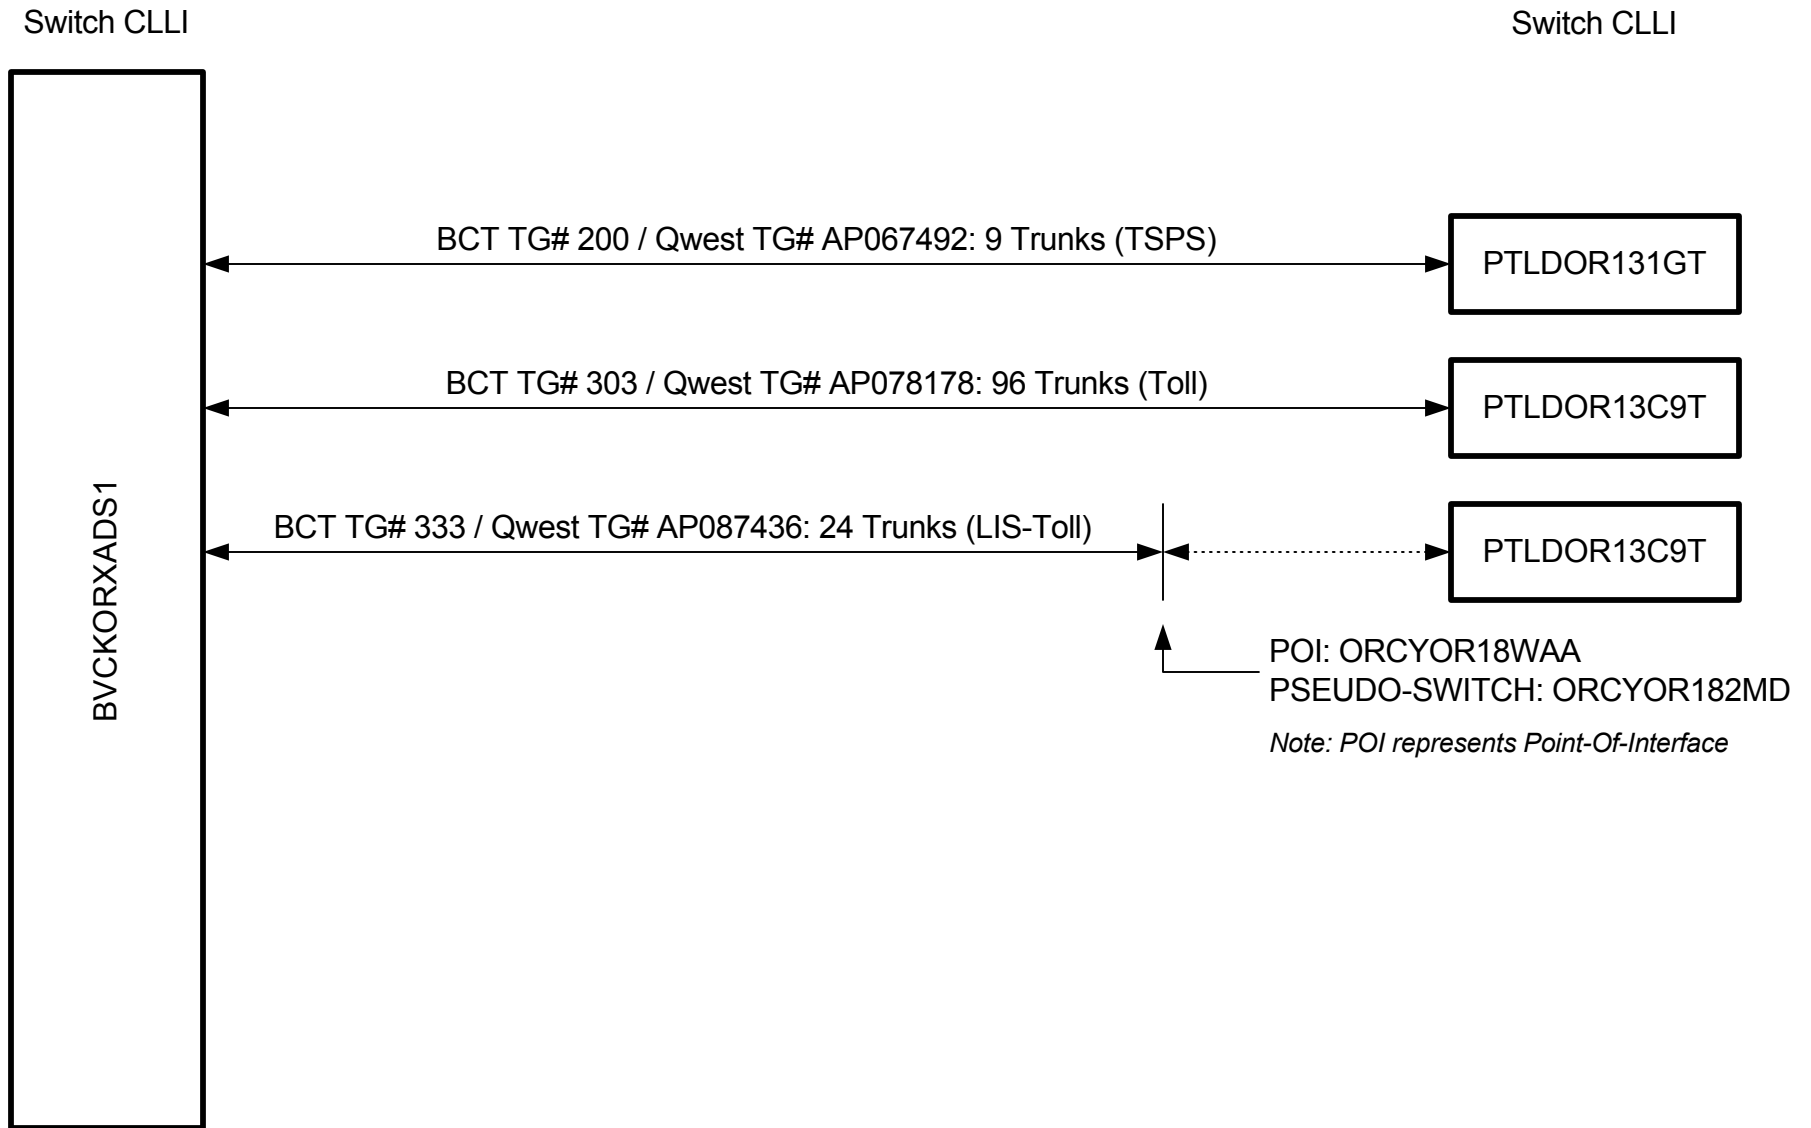 Switch CLLI
Switch CLLI
BCT TG# 200 / Qwest TG# AP067492: 9 Trunks (TSPS)
PTLDOR131GT
BCT TG# 303 / Qwest TG# AP078178: 96 Trunks (Toll)
PTLDOR13C9T
BVCKORXADS1
BCT TG# 333 / Qwest TG# AP087436: 24 Trunks (LIS-Toll)
PTLDOR13C9T
POI: ORCYOR18WAA
PSEUDO-SWITCH: ORCYOR182MD
Note: POI represents Point-Of-Interface